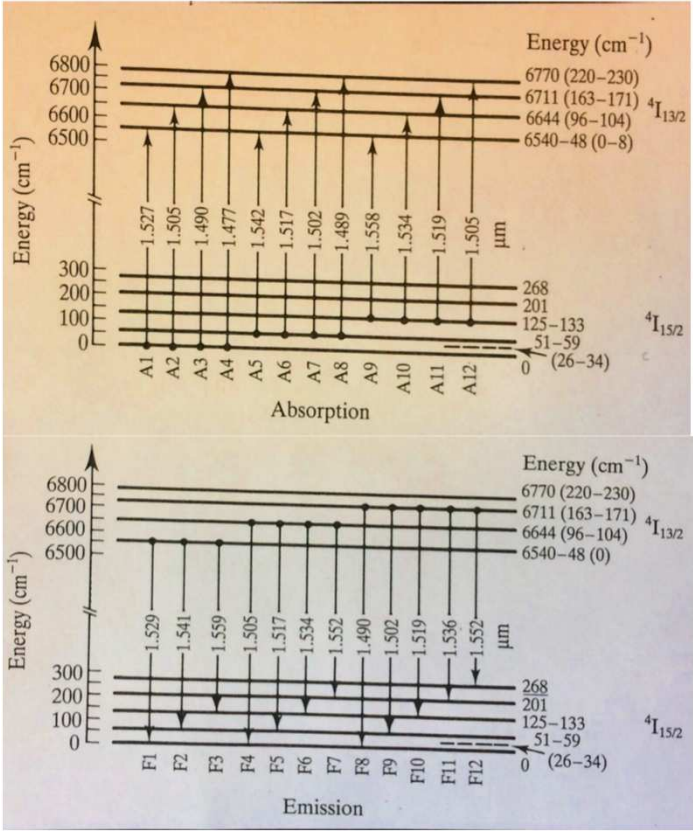 Energy (cm⁻¹)
6800
6700
6600
6500
6770 (220–230)
6711 (163–171)
6644 (96–104)
6540–48 (0–8)
⁴I13/2
Energy (cm⁻¹)
1.527
1.505
1.490
1.477
1.542
1.517
1.502
1.489
1.558
1.534
1.519
1.505
μm
300
200
100
0
268
201
125–133
51–59
(26–34)
0
⁴I15/2
A1
A2
A3
A4
A5
A6
A7
A8
A9
A10
A11
A12
Absorption
Energy (cm⁻¹)
6800
6700
6600
6500
6770 (220–230)
6711 (163–171)
6644 (96–104)
6540–48 (0)
⁴I13/2
Energy (cm⁻¹)
1.529
1.541
1.559
1.505
1.517
1.534
1.552
1.490
1.502
1.519
1.536
1.552
μm
300
200
100
0
268
201
125–133
51–59
(26–34)
0
⁴I15/2
F1
F2
F3
F4
F5
F6
F7
F8
F9
F10
F11
F12
Emission